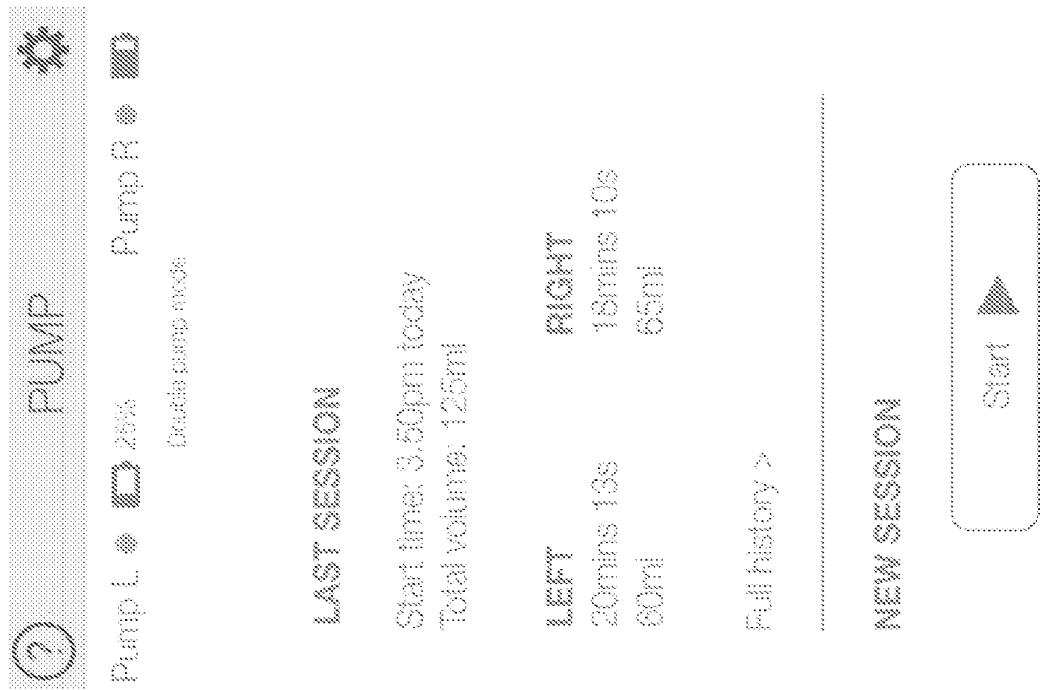 ?
PUMP
Pump L 25% Pump R
Double pump mode
LAST SESSION
Start time: 3.50pm today
Total volume: 125ml
LEFT RIGHT
20mins 13s 18mins 10s
60ml 65ml
Full history >
NEW SESSION
Start